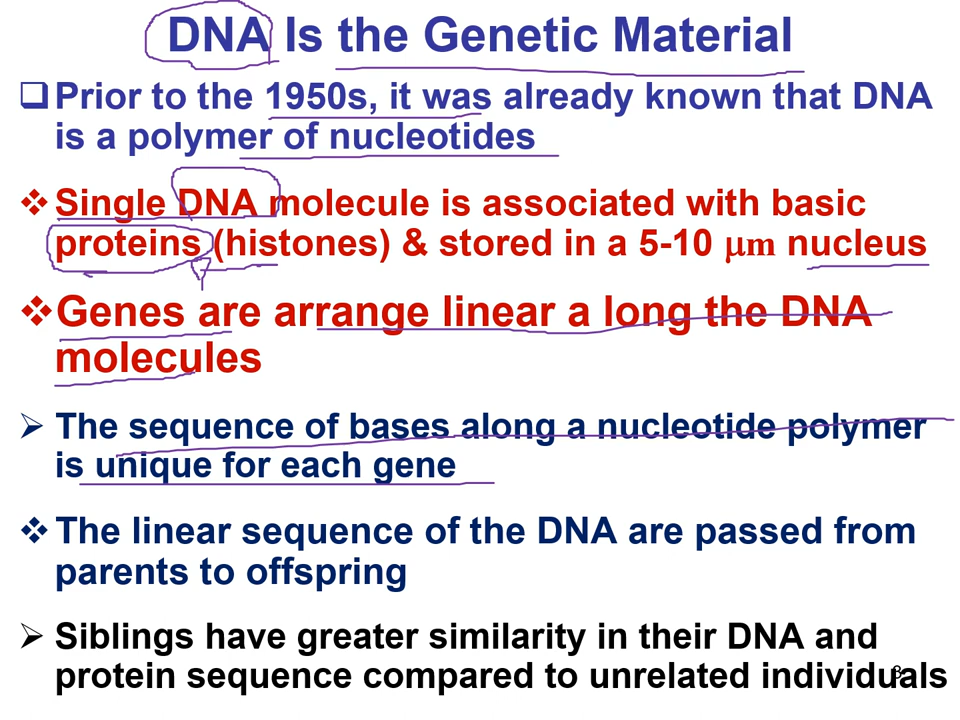 DNA Is the Genetic Material
❑Prior to the 1950s, it was already known that DNA
is a polymer of nucleotides
❖Single DNA molecule is associated with basic
proteins (histones) & stored in a 5-10 μm nucleus
❖Genes are arrange linear a long the DNA
molecules
➢ The sequence of bases along a nucleotide polymer
is unique for each gene
❖The linear sequence of the DNA are passed from
parents to offspring
➢ Siblings have greater similarity in their DNA and
protein sequence compared to unrelated individuals